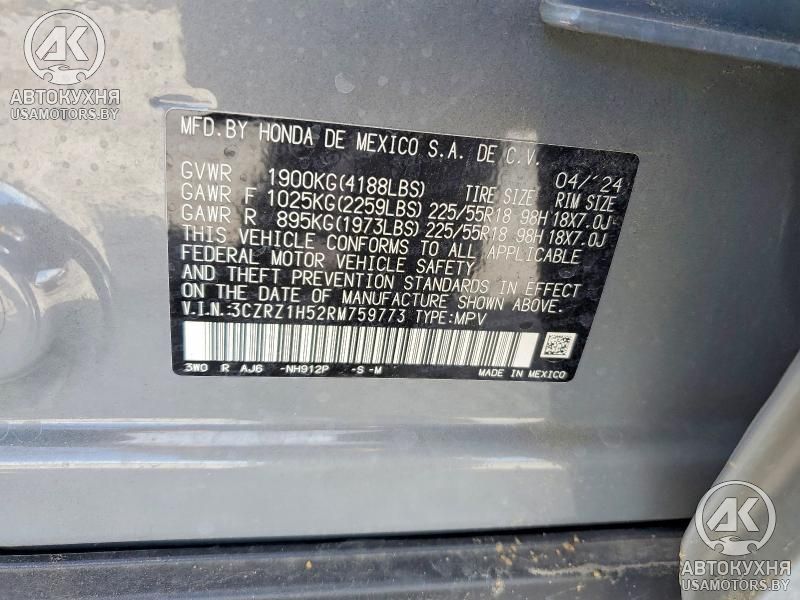 AK
АВТОКУХНЯ
USAMOTORS.BY
MFD.BY HONDA DE MEXICO S.A. DE C.V.
04/'24
GVWR 1900KG(4188LBS) TIRE SIZE RIM SIZE
GAWR F 1025KG(2259LBS) 225/55R18 98H 18X7.0J
GAWR R 895KG(1973LBS) 225/55R18 98H 18X7.0J
THIS VEHICLE CONFORMS TO ALL APPLICABLE
FEDERAL MOTOR VEHICLE SAFETY
AND THEFT PREVENTION STANDARDS IN EFFECT
ON THE DATE OF MANUFACTURE SHOWN ABOVE.
V.I.N.:3CZRZ1H52RM759773 TYPE:MPV
3W0 R AJ6 -NH912P -S -M MADE IN MEXICO
AK
АВТОКУХНЯ
USAMOTORS.BY